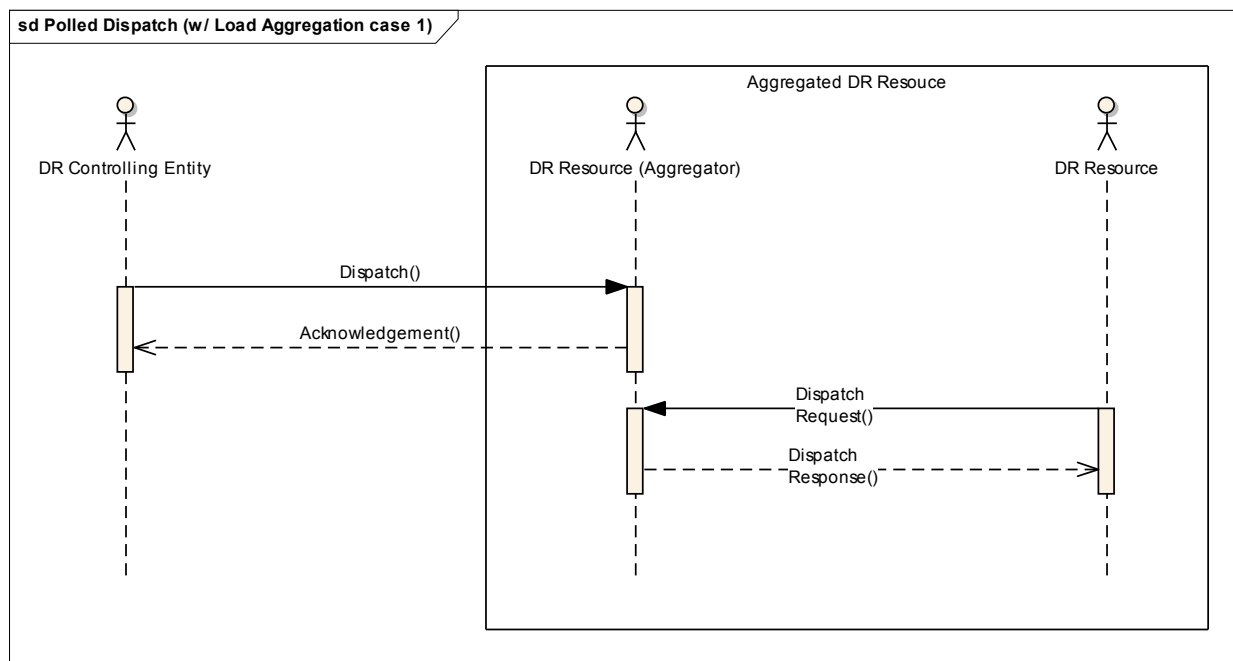 sd Polled Dispatch (w/ Load Aggregation case 1)
Aggregated DR Resouce
DR Controlling Entity
DR Resource (Aggregator)
DR Resource
Dispatch()
Acknowledgement()
Dispatch
Request()
Dispatch
Response()